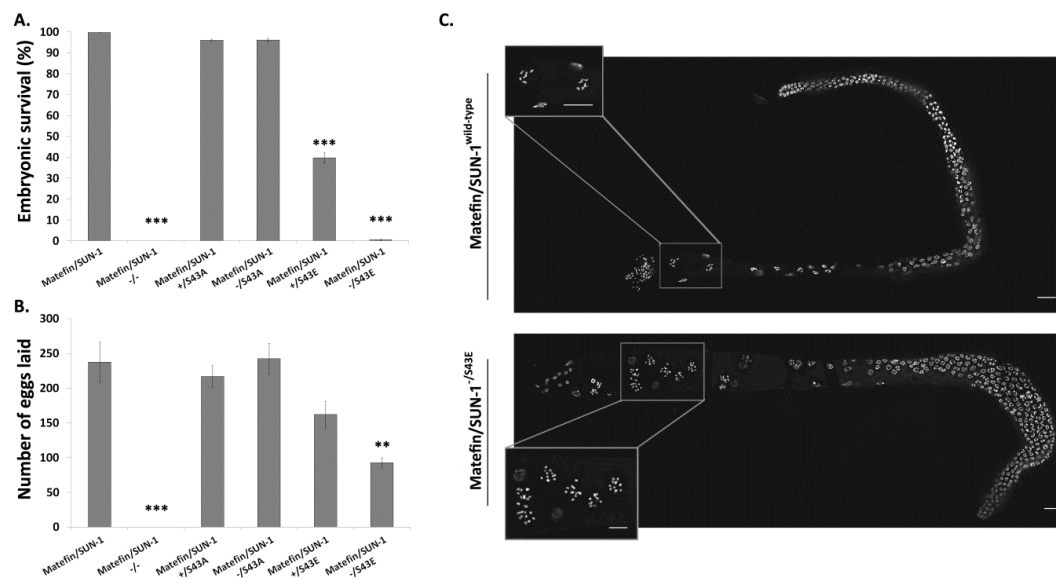 A.
Embryonic survival (%)
100
90
80
70
60
50
40
30
20
10
0
***
***
***
Matefin/SUN-1
Matefin/SUN-1
-/-
Matefin/SUN-1
+/S43A
Matefin/SUN-1
-/S43A
Matefin/SUN-1
+/S43E
Matefin/SUN-1
-/S43E
B.
Number of eggs laid
300
250
200
150
100
50
0
***
**
Matefin/SUN-1
Matefin/SUN-1
-/-
Matefin/SUN-1
+/S43A
Matefin/SUN-1
-/S43A
Matefin/SUN-1
+/S43E
Matefin/SUN-1
-/S43E
C.
Matefin/SUN-1wild-type
Matefin/SUN-1-/S43E